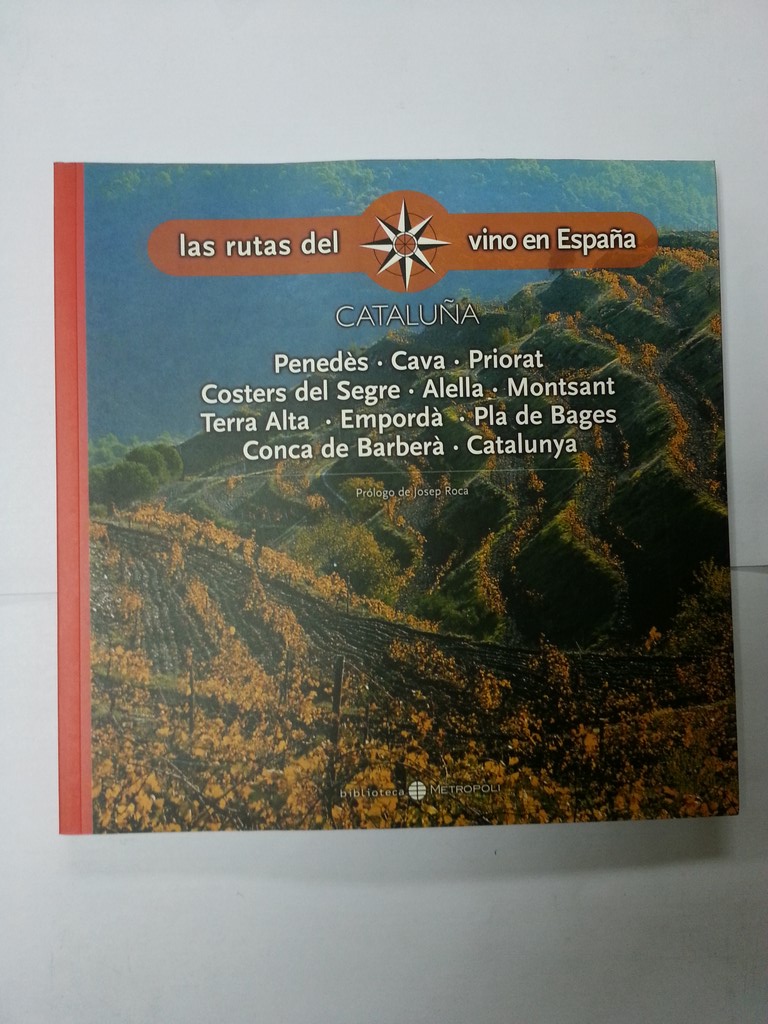 las rutas del vino en España
CATALUÑA
Penedès · Cava · Priorat
Costers del Segre · Alella · Montsant
Terra Alta · Empordà · Pla de Bages
Conca de Barberà · Catalunya
Prólogo de Josep Roca
biblioteca METROPOLI